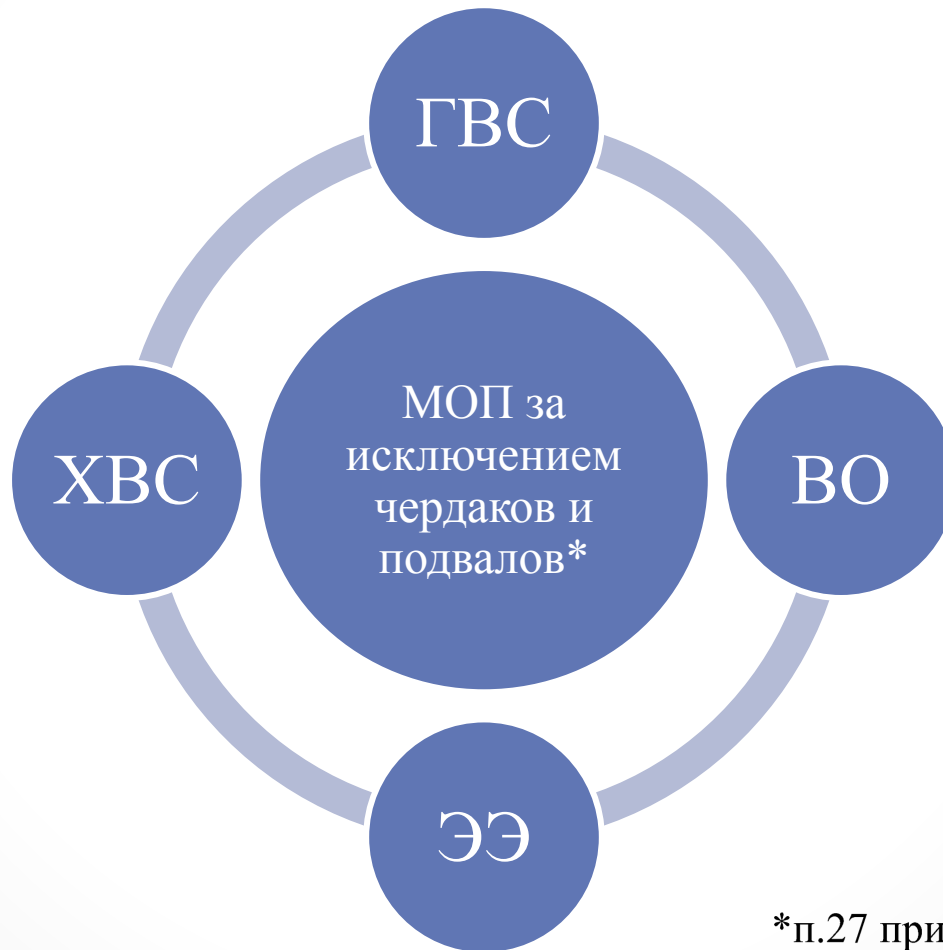 ГВС
ХВС
МОП за
исключением
чердаков и
подвалов*
ВО
ЭЭ
*п.27 при